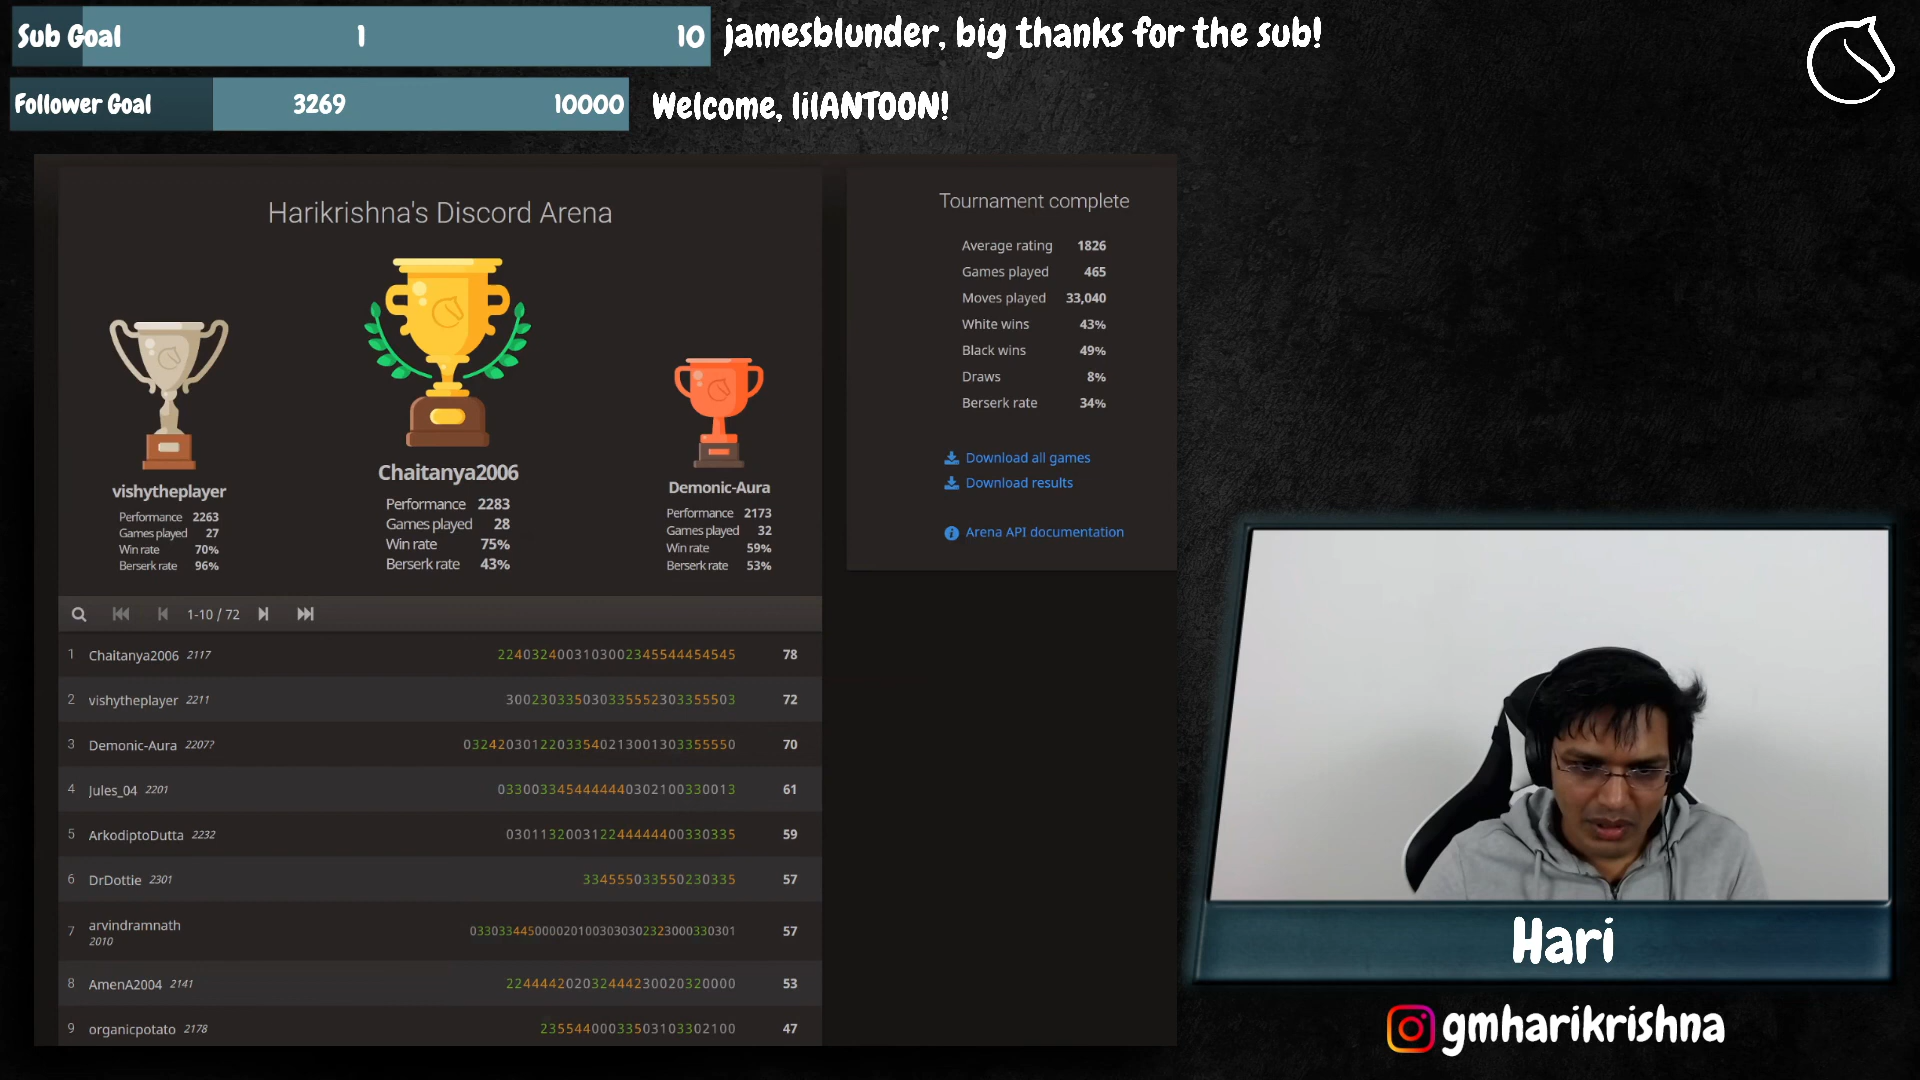 Sub Goal 1 10 jamesblunder, big thanks for the sub!
Follower Goal 3269 10000 Welcome, lilANTOON!
Harikrishna's Discord Arena
vishytheplayer
Performance 2263
Games played 27
Win rate 70%
Berserk rate 96%
Chaitanya2006
Performance 2283
Games played 28
Win rate 75%
Berserk rate 43%
Demonic-Aura
Performance 2173
Games played 32
Win rate 59%
Berserk rate 53%
Tournament complete
Average rating 1826
Games played 465
Moves played 33,040
White wins 43%
Black wins 49%
Draws 8%
Berserk rate 34%
Download all games
Download results
Arena API documentation
1-10 / 72
1 Chaitanya2006 2117 2240324003103002345544454545 78
2 vishytheplayer 2211 300230335030335552303355503 72
3 Demonic-Aura 2207? 03242030122033540213001303355550 70
4 Jules_04 2201 0330033454444440302100330013 61
5 ArkodiptoDutta 2232 030113200312244444400330335 59
6 DrDottie 2301 334555033550230335 57
7 arvindramnath 2010 0330334450000201003030302323000330301 57
8 AmenA2004 2141 224444202032444230020320000 53
9 organicpotato 2178 23554400033503103302100 47
Hari
gmharikrishna